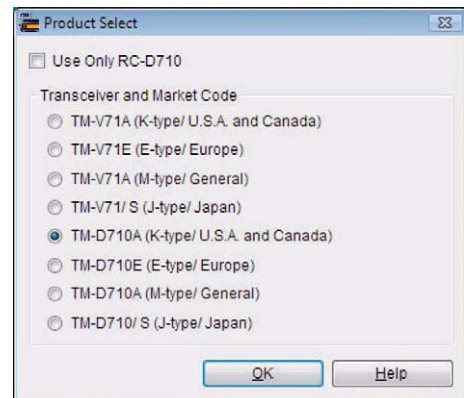 Product Select
Use Only RC-D710
Transceiver and Market Code
TM-V71A (K-type/ U.S.A. and Canada)
TM-V71E (E-type/ Europe)
TM-V71A (M-type/ General)
TM-V71/ S (J-type/ Japan)
TM-D710A (K-type/ U.S.A. and Canada)
TM-D710E (E-type/ Europe)
TM-D710A (M-type/ General)
TM-D710/ S (J-type/ Japan)
OK Help